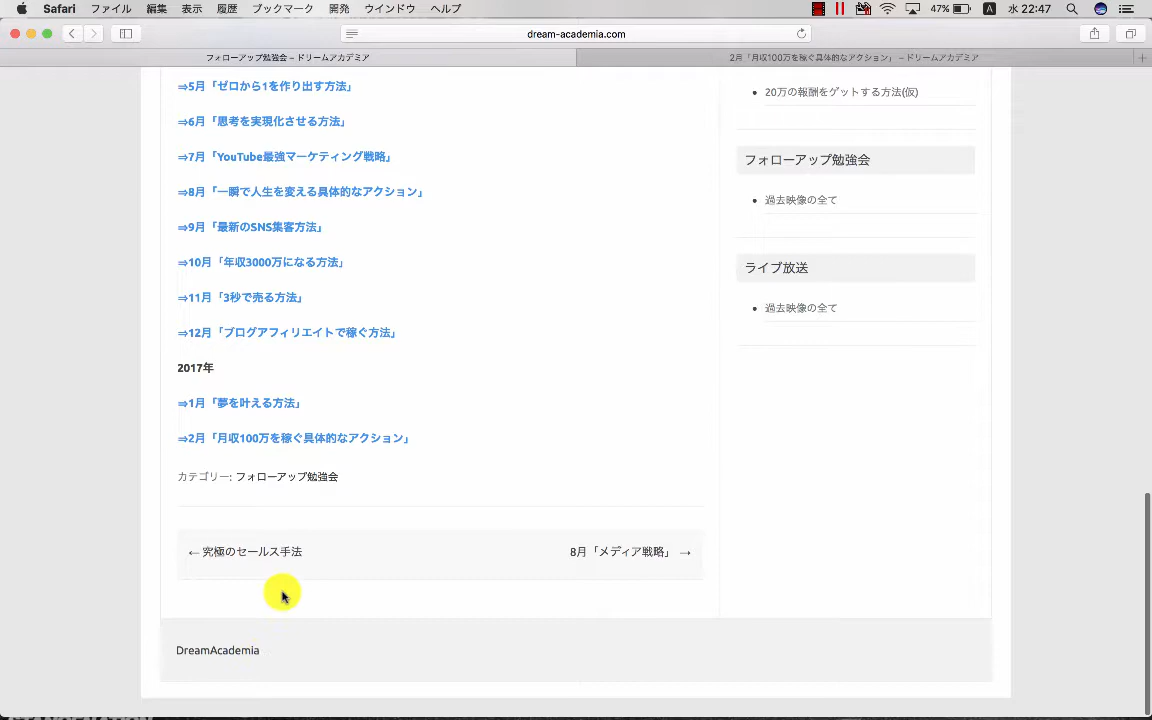 Safari ファイル 編集 表示 履歴 ブックマーク 開発 ウインドウ ヘルプ 47% A 水 22:47
dream-academia.com
フォローアップ勉強会 – ドリームアカデミア 2月「月収100万を稼ぐ具体的なアクション」 – ドリームアカデミア
⇒5月「ゼロから1を作り出す方法」
⇒6月「思考を実現化させる方法」
⇒7月「YouTube最強マーケティング戦略」
⇒8月「一瞬で人生を変える具体的なアクション」
⇒9月「最新のSNS集客方法」
⇒10月「年収3000万になる方法」
⇒11月「3秒で売る方法」
⇒12月「ブログアフィリエイトで稼ぐ方法」
2017年
⇒1月「夢を叶える方法」
⇒2月「月収100万を稼ぐ具体的なアクション」
カテゴリー: フォローアップ勉強会
← 究極のセールス手法 8月「メディア戦略」 →
20万の報酬をゲットする方法(仮)
フォローアップ勉強会
過去映像の全て
ライブ放送
過去映像の全て
DreamAcademia